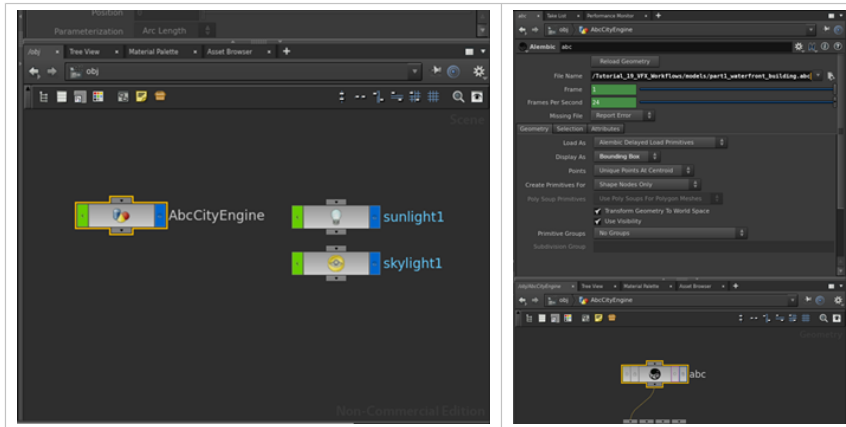 Position
Parameterization Arc Length
/obj Tree View Material Palette Asset Browser +
obj
Scene
AbcCityEngine
sunlight1
skylight1
Non-Commercial Edition
abc Take List Performance Monitor +
obj AbcCityEngine
Alembic abc
Reload Geometry
File Name /Tutorial_19_VFX_Workflows/models/part1_waterfront_building.abc
Frame 1
Frames Per Second 24
Missing File Report Error
Geometry Selection Attributes
Load As Alembic Delayed Load Primitives
Display As Bounding Box
Points Unique Points At Centroid
Create Primitives For Shape Nodes Only
Poly Soup Primitives Use Poly Soups For Polygon Meshes
Transform Geometry To World Space
Use Visibility
Primitive Groups No Groups
Subdivision Group
/obj/AbcCityEngine Tree View Material Palette Asset Browser +
obj AbcCityEngine
Geometry
abc